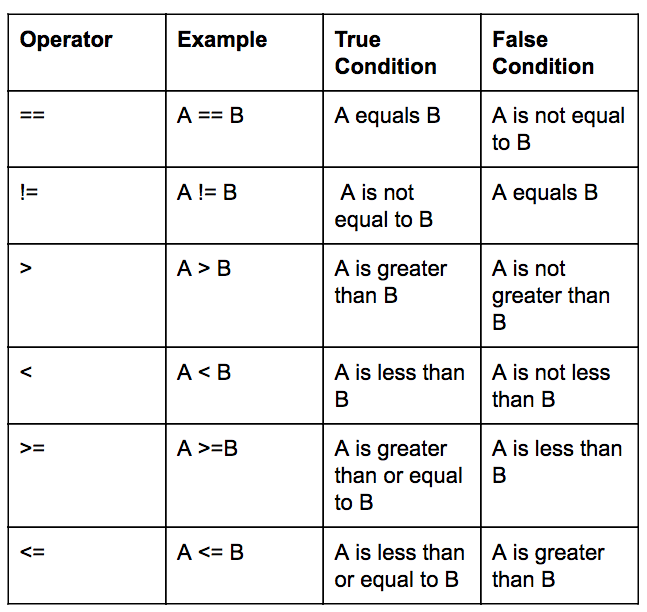 Operator Example True Condition False Condition
== A == B A equals B A is not equal to B
!= A != B A is not equal to B A equals B
> A > B A is greater than B A is not greater than B
< A < B A is less than B A is not less than B
>= A >=B A is greater than or equal to B A is less than B
<= A <= B A is less than or equal to B A is greater than B